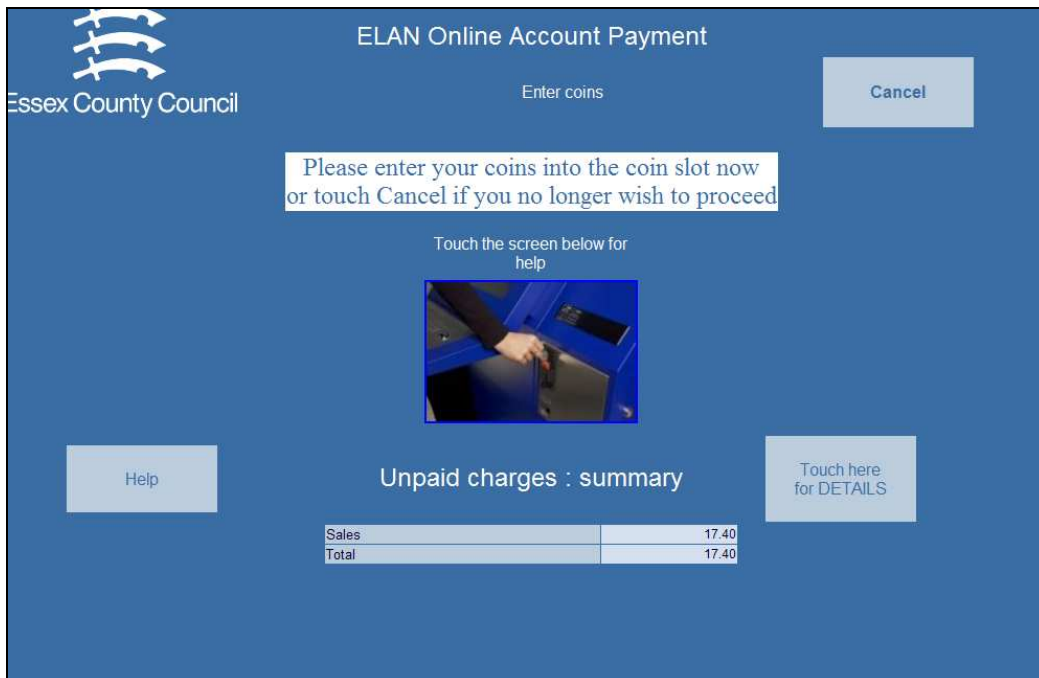 ELAN Online Account Payment
Essex County Council
Enter coins
Cancel
Please enter your coins into the coin slot now
or touch Cancel if you no longer wish to proceed
Touch the screen below for
help
Help
Unpaid charges : summary
Touch here
for DETAILS
Sales 17.40
Total 17.40